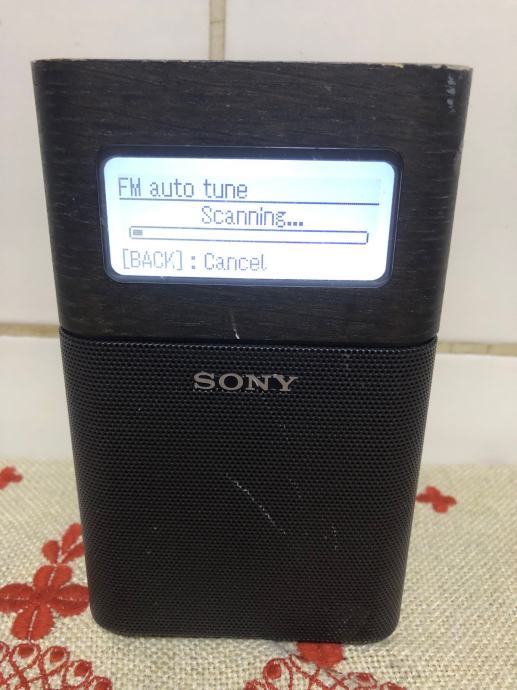 FM auto tune
Scanning...
[BACK]: Cancel
SONY